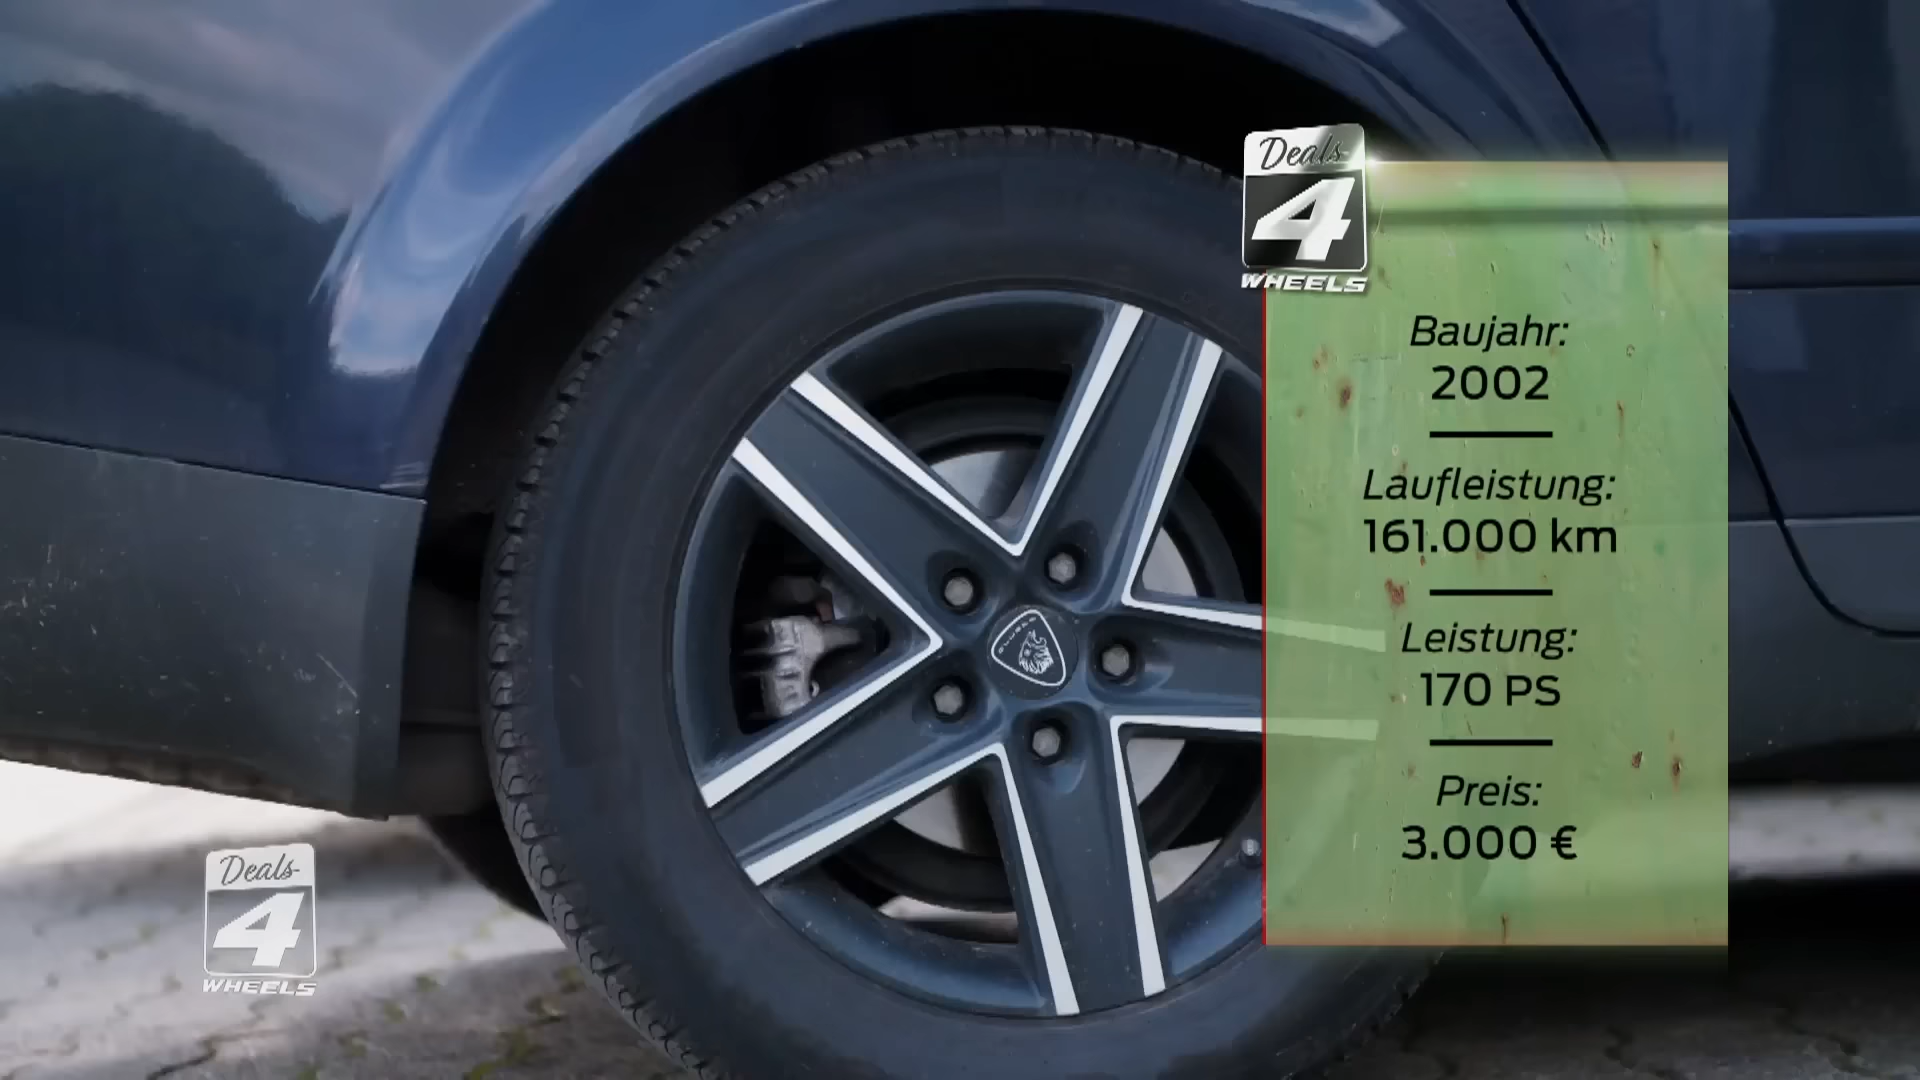 Deals
4
WHEELS
Baujahr:
2002
Laufleistung:
161.000 km
Leistung:
170 PS
Preis:
3.000 €
Deals
4
WHEELS